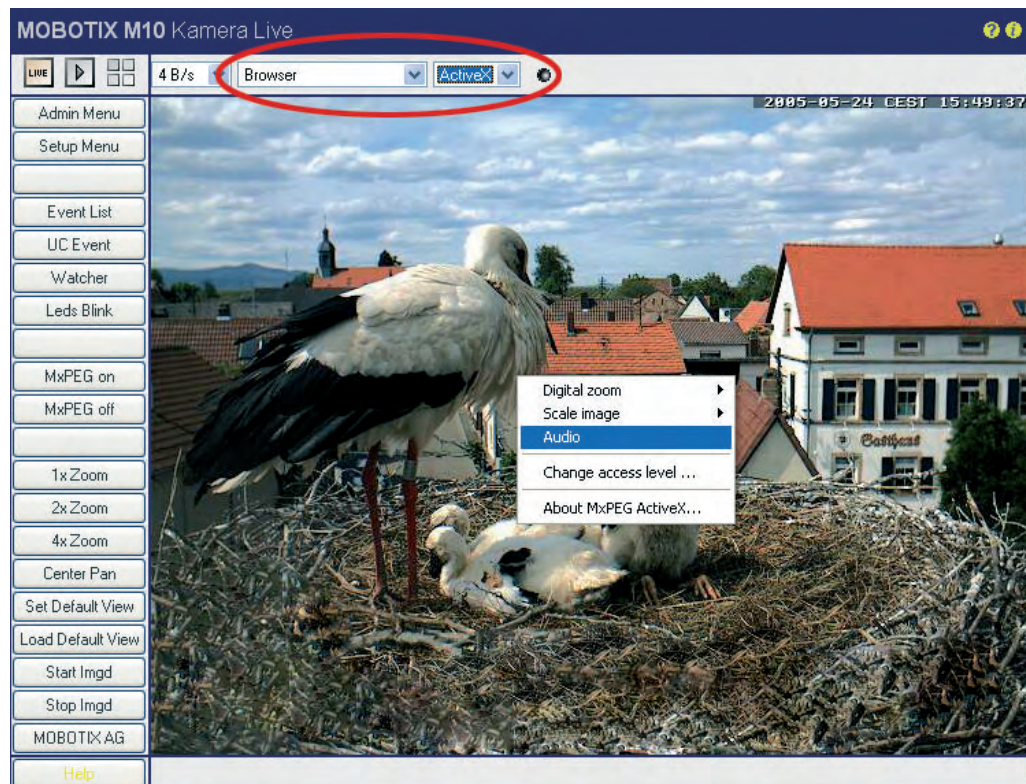 MOBOTIX M10 Kamera Live
LIVE
4 B/s
Browser
ActiveX
2005-05-24 CEST 15:49:37
Admin Menu
Setup Menu
Event List
UC Event
Watcher
Leds Blink
MxPEG on
MxPEG off
1x Zoom
2x Zoom
4x Zoom
Center Pan
Set Default View
Load Default View
Start Imgd
Stop Imgd
MOBOTIX AG
Help
Digital zoom
Scale image
Audio
Change access level ...
About MxPEG ActiveX...
Gasthaus